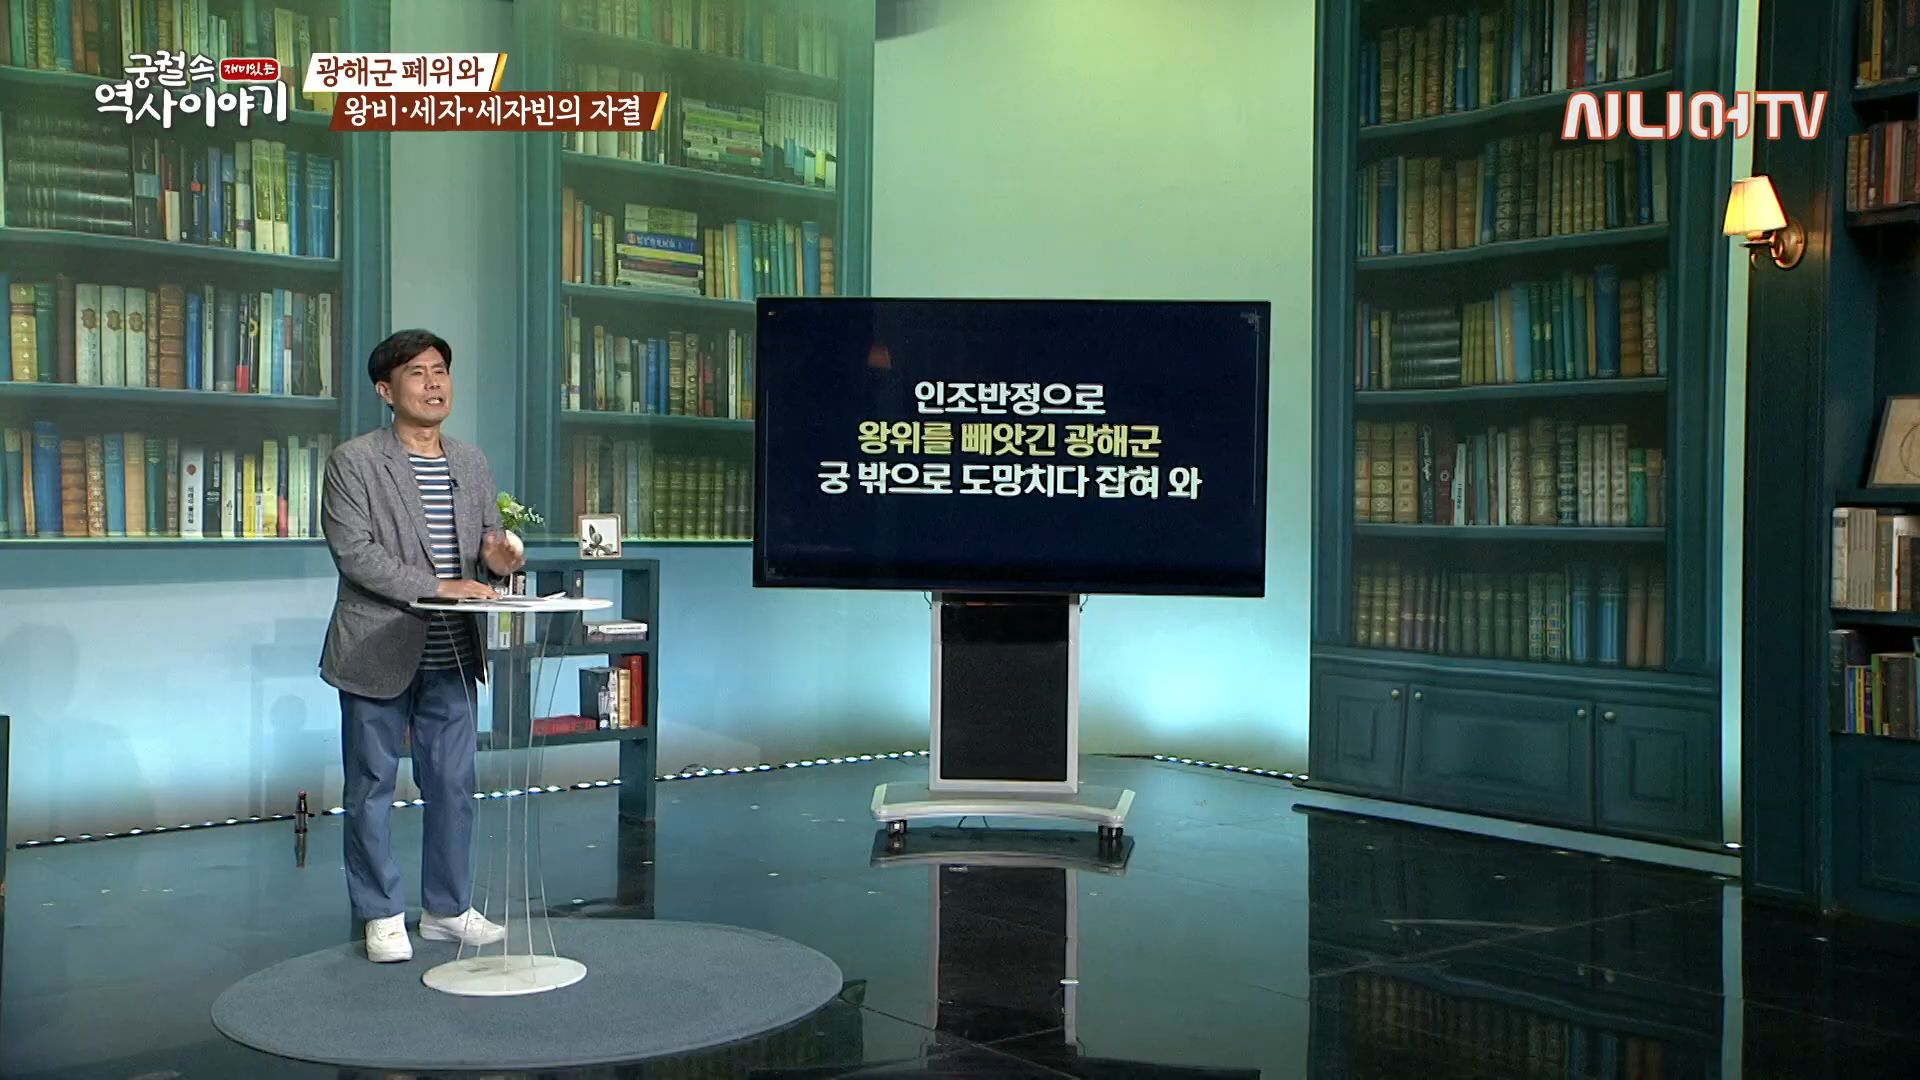 궁궐 속
재미있는
역사이야기
광해군 폐위와
왕비·세자·세자빈의 자결
시니어TV
인조반정으로
왕위를 빼앗긴 광해군
궁 밖으로 도망치다 잡혀 와